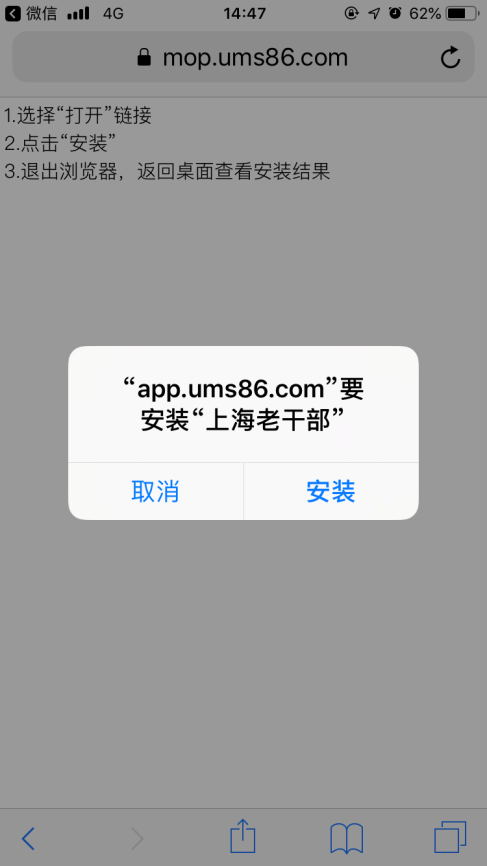 微信 4G 14:47 62%
mop.ums86.com
1.选择“打开”链接
2.点击“安装”
3.退出浏览器，返回桌面查看安装结果
“app.ums86.com”要
安装“上海老干部”
取消 安装